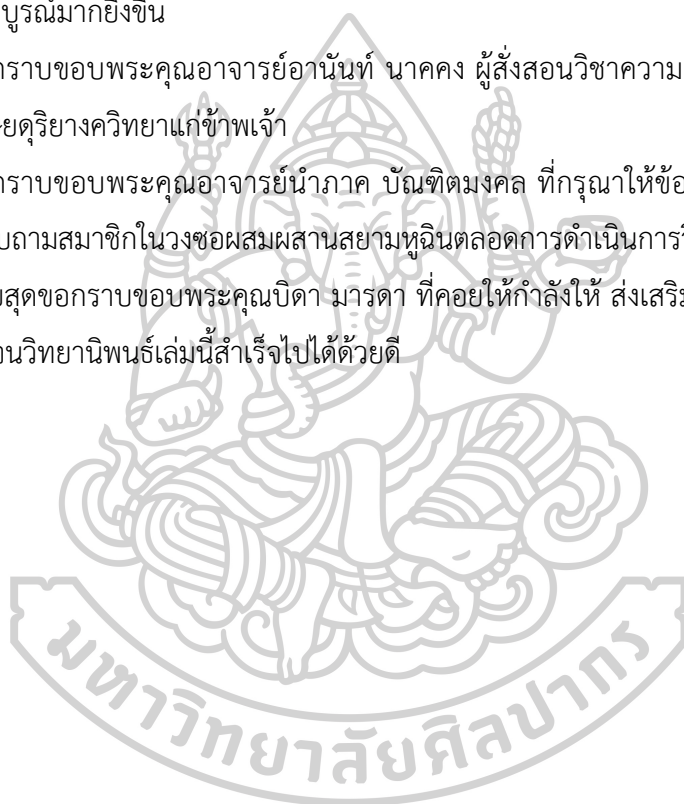 บูรณ์มากยิ่งขึ้น
ราบขอบพระคุณอาจารย์อานันท์ นาคคง ผู้สั่งสอนวิชาความ
ยดุริยางควิทยาแก่ข้าพเจ้า
ราบขอบพระคุณอาจารย์นำภาค บัณฑิตมงคล ที่กรุณาให้ข้อ
บถามสมาชิกในวงซอผสมผสานสยามหูฉินตลอดการดำเนินการวิ
สุดขอกราบขอบพระคุณบิดา มารดา ที่คอยให้กำลังให้ ส่งเสริม
นวิทยานิพนธ์เล่มนี้สำเร็จไปได้ด้วยดี
มหาวิทยาลัยศิลปากร